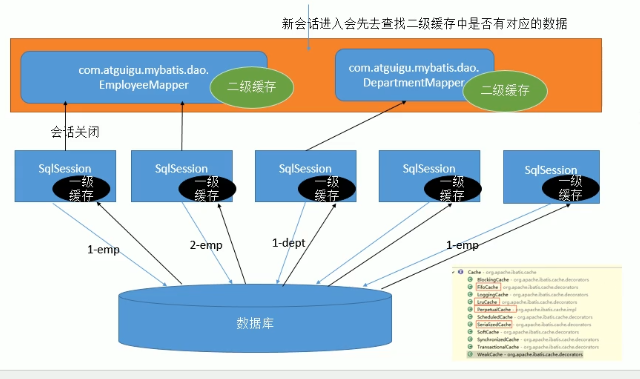 新会话进入会先去查找二级缓存中是否有对应的数据
com.atguigu.mybatis.dao.
EmployeeMapper
二级缓存
com.atguigu.mybatis.dao.
DepartmentMapper
二级缓存
会话关闭
SqlSession
一级
缓存
SqlSession
一级
缓存
SqlSession
一级
缓存
SqlSession
一级
缓存
SqlSession
一级
缓存
1-emp
2-emp
1-dept
1-emp
数据库
Cache - org.apache.ibatis.cache
BlockingCache - org.apache.ibatis.cache.decorators
FifoCache - org.apache.ibatis.cache.decorators
LoggingCache - org.apache.ibatis.cache.decorators
LruCache - org.apache.ibatis.cache.decorators
PerpetualCache - org.apache.ibatis.cache.impl
ScheduledCache - org.apache.ibatis.cache.decorators
SerializedCache - org.apache.ibatis.cache.decorators
SoftCache - org.apache.ibatis.cache.decorators
SynchronizedCache - org.apache.ibatis.cache.decorators
TransactionalCache - org.apache.ibatis.cache.decorators
WeakCache - org.apache.ibatis.cache.decorators